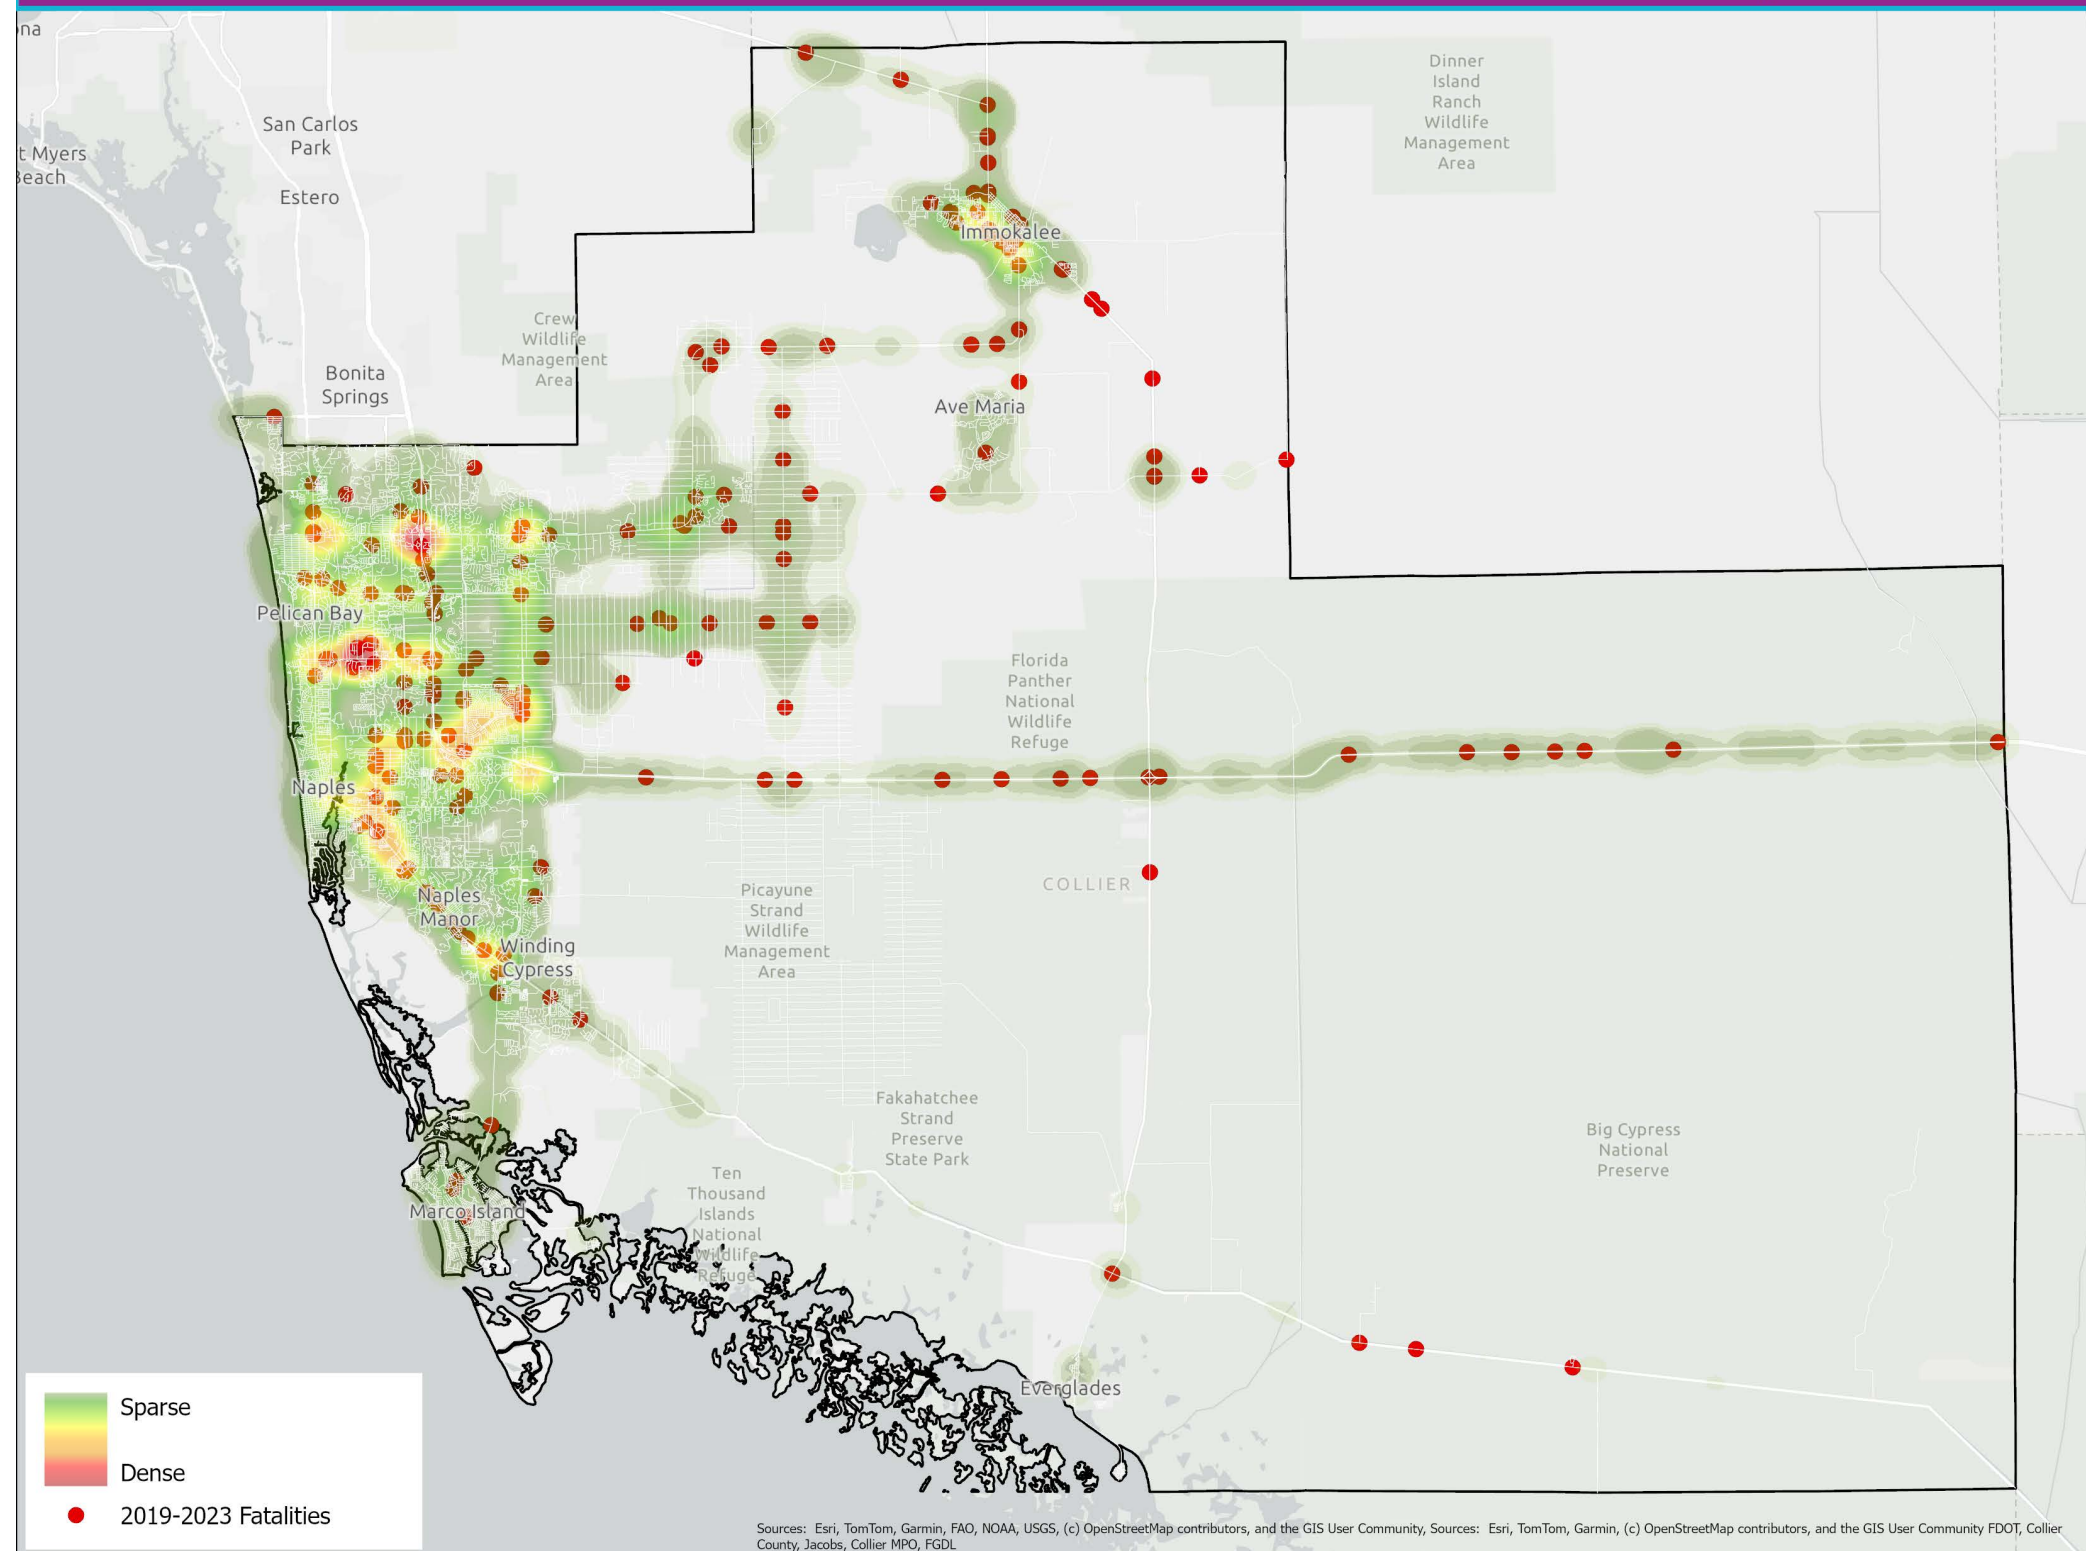 na
San Carlos
Park
t Myers
Beach
Estero
Dinner
Island
Ranch
Wildlife
Management
Area
Immokalee
Crew
Wildlife
Management
Area
Bonita
Springs
Ave Maria
Pelican Bay
Florida
Panther
National
Wildlife
Refuge
Naples
COLLIER
Picayune
Strand
Wildlife
Management
Area
Naples
Manor
Winding
Cypress
Fakahatchee
Strand
Preserve
State Park
Big Cypress
National
Preserve
Ten
Thousand
Islands
National
Wildlife
Refuge
Marco Island
Everglades
Sparse
Dense
2019-2023 Fatalities
Sources: Esri, TomTom, Garmin, FAO, NOAA, USGS, (c) OpenStreetMap contributors, and the GIS User Community, Sources: Esri, TomTom, Garmin, (c) OpenStreetMap contributors, and the GIS User Community FDOT, Collier
County, Jacobs, Collier MPO, FGDL